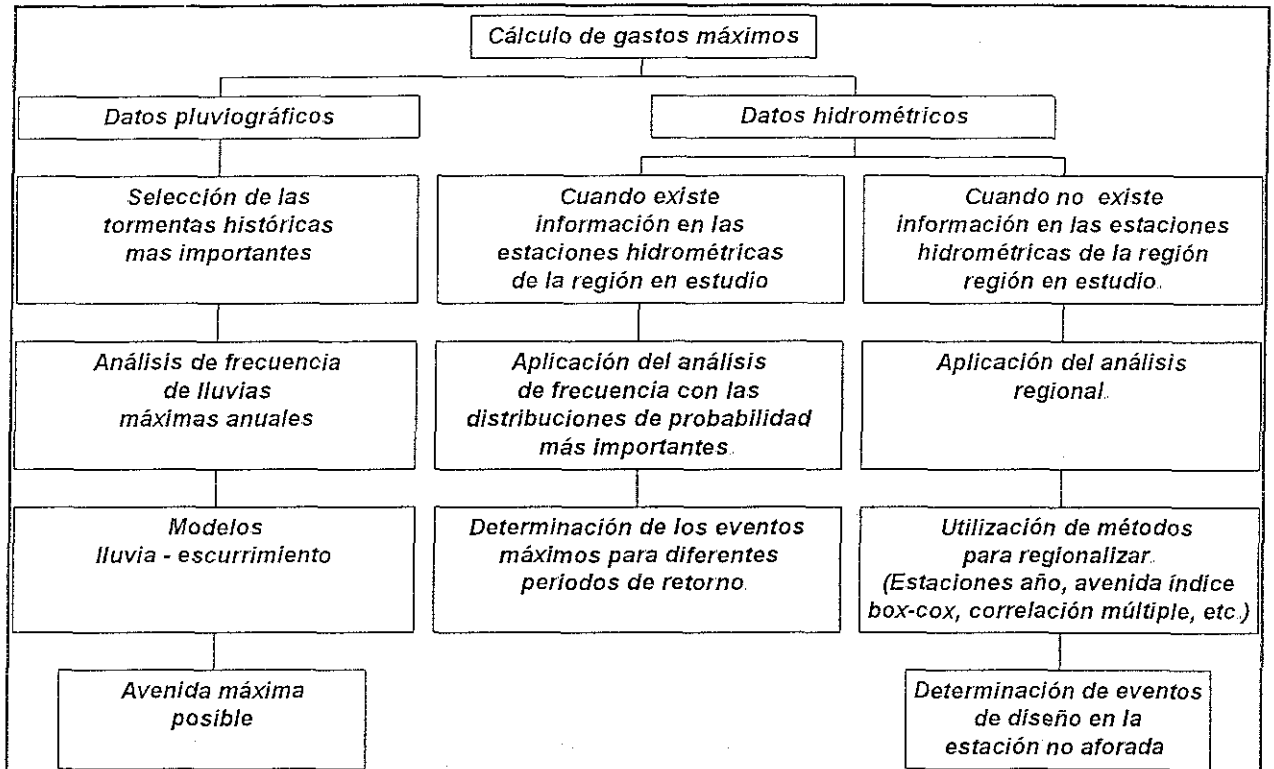 Cálculo de gastos máximos
Datos pluviográficos
Datos hidrométricos
Selección de las
tormentas históricas
mas importantes
Cuando existe
información en las
estaciones hidrométricas
de la región en estudio
Cuando no existe
información en las estaciones
hidrométricas de la región
región en estudio.
Análisis de frecuencia
de lluvias
máximas anuales
Aplicación del análisis
de frecuencia con las
distribuciones de probabilidad
más importantes.
Aplicación del análisis
regional.
Modelos
lluvia - escurrimiento
Determinación de los eventos
máximos para diferentes
periodos de retorno.
Utilización de métodos
para regionalizar.
(Estaciones año, avenida índice
box-cox, correlación múltiple, etc.)
Avenida máxima
posible
Determinación de eventos
de diseño en la
estación no aforada